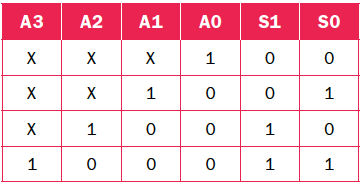 A3 A2 A1 A0 S1 S0
X X X 1 0 0
X X 1 0 0 1
X 1 0 0 1 0
1 0 0 0 1 1